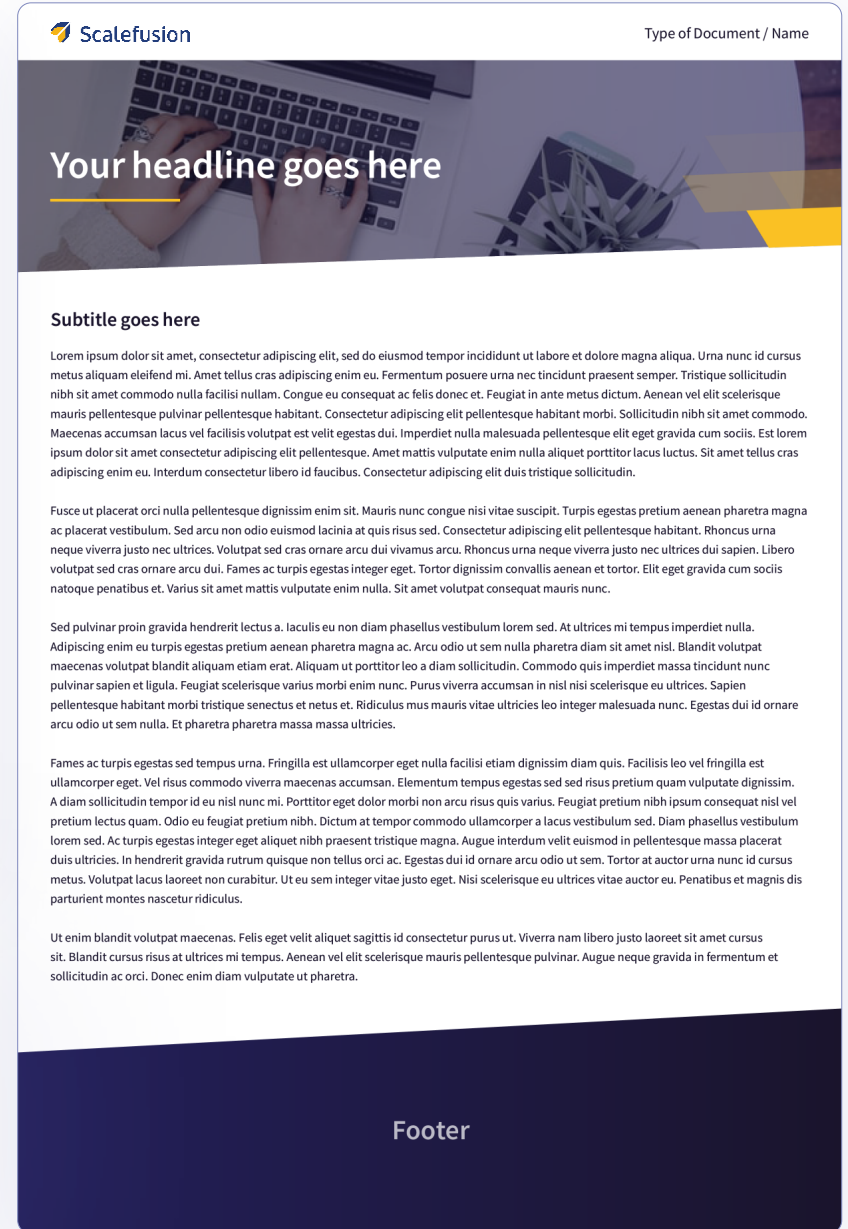 Scalefusion
Type of Document / Name
Your headline goes here
Subtitle goes here
Lorem ipsum dolor sit amet, consectetur adipiscing elit, sed do eiusmod tempor incididunt ut labore et dolore magna aliqua. Urna nunc id cursus
metus aliquam eleifend mi. Amet tellus cras adipiscing enim eu. Fermentum posuere urna nec tincidunt praesent semper. Tristique sollicitudin
nibh sit amet commodo nulla facilisi nullam. Congue eu consequat ac felis donec et. Feugiat in ante metus dictum. Aenean vel elit scelerisque
mauris pellentesque pulvinar pellentesque habitant. Consectetur adipiscing elit pellentesque habitant morbi. Sollicitudin nibh sit amet commodo.
Maecenas accumsan lacus vel facilisis volutpat est velit egestas dui. Imperdiet nulla malesuada pellentesque elit eget gravida cum sociis. Est lorem
ipsum dolor sit amet consectetur adipiscing elit pellentesque. Amet mattis vulputate enim nulla aliquet porttitor lacus luctus. Sit amet tellus cras
adipiscing enim eu. Interdum consectetur libero id faucibus. Consectetur adipiscing elit duis tristique sollicitudin.
Fusce ut placerat orci nulla pellentesque dignissim enim sit. Mauris nunc congue nisi vitae suscipit. Turpis egestas pretium aenean pharetra magna
ac placerat vestibulum. Sed arcu non odio euismod lacinia at quis risus sed. Consectetur adipiscing elit pellentesque habitant. Rhoncus urna
neque viverra justo nec ultrices. Volutpat sed cras ornare arcu dui vivamus arcu. Rhoncus urna neque viverra justo nec ultrices dui sapien. Libero
volutpat sed cras ornare arcu dui. Fames ac turpis egestas integer eget. Tortor dignissim convallis aenean et tortor. Elit eget gravida cum sociis
natoque penatibus et. Varius sit amet mattis vulputate enim nulla. Sit amet volutpat consequat mauris nunc.
Sed pulvinar proin gravida hendrerit lectus a. Iaculis eu non diam phasellus vestibulum lorem sed. At ultrices mi tempus imperdiet nulla.
Adipiscing enim eu turpis egestas pretium aenean pharetra magna ac. Arcu odio ut sem nulla pharetra diam sit amet nisl. Blandit volutpat
maecenas volutpat blandit aliquam etiam erat. Aliquam ut porttitor leo a diam sollicitudin. Commodo quis imperdiet massa tincidunt nunc
pulvinar sapien et ligula. Feugiat scelerisque varius morbi enim nunc. Purus viverra accumsan in nisl nisi scelerisque eu ultrices. Sapien
pellentesque habitant morbi tristique senectus et netus et. Ridiculus mus mauris vitae ultricies leo integer malesuada nunc. Egestas dui id ornare
arcu odio ut sem nulla. Et pharetra pharetra massa massa ultricies.
Fames ac turpis egestas sed tempus urna. Fringilla est ullamcorper eget nulla facilisi etiam dignissim diam quis. Facilisis leo vel fringilla est
ullamcorper eget. Vel risus commodo viverra maecenas accumsan. Elementum tempus egestas sed sed risus pretium quam vulputate dignissim.
A diam sollicitudin tempor id eu nisl nunc mi. Porttitor eget dolor morbi non arcu risus quis varius. Feugiat pretium nibh ipsum consequat nisl vel
pretium lectus quam. Odio eu feugiat pretium nibh. Dictum at tempor commodo ullamcorper a lacus vestibulum sed. Diam phasellus vestibulum
lorem sed. Ac turpis egestas integer eget aliquet nibh praesent tristique magna. Augue interdum velit euismod in pellentesque massa placerat
duis ultricies. In hendrerit gravida rutrum quisque non tellus orci ac. Egestas dui id ornare arcu odio ut sem. Tortor at auctor urna nunc id cursus
metus. Volutpat lacus laoreet non curabitur. Ut eu sem integer vitae justo eget. Nisi scelerisque eu ultrices vitae auctor eu. Penatibus et magnis dis
parturient montes nascetur ridiculus.
Ut enim blandit volutpat maecenas. Felis eget velit aliquet sagittis id consectetur purus ut. Viverra nam libero justo laoreet sit amet cursus
sit. Blandit cursus risus at ultrices mi tempus. Aenean vel elit scelerisque mauris pellentesque pulvinar. Augue neque gravida in fermentum et
sollicitudin ac orci. Donec enim diam vulputate ut pharetra.
Footer